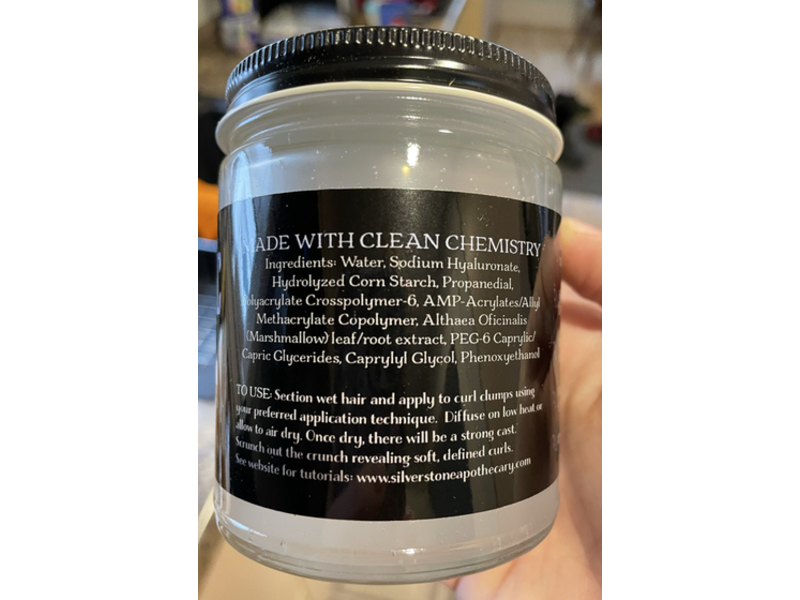 MADE WITH CLEAN CHEMISTRY
Ingredients: Water, Sodium Hyaluronate,
Hydrolyzed Corn Starch, Propanedial,
Polyacrylate Crosspolymer-6, AMP-Acrylates/Allyl
Methacrylate Copolymer, Althaea Oficinalis
(Marshmallow) leaf/root extract, PEG-6 Caprylic/
Capric Glycerides, Caprylyl Glycol, Phenoxyethanol
TO USE: Section wet hair and apply to curl clumps using
your preferred application technique. Diffuse on low heat or
allow to air dry. Once dry, there will be a strong cast.
Scrunch out the crunch revealing soft, defined curls.
See website for tutorials: www.silverstoneapothecary.com